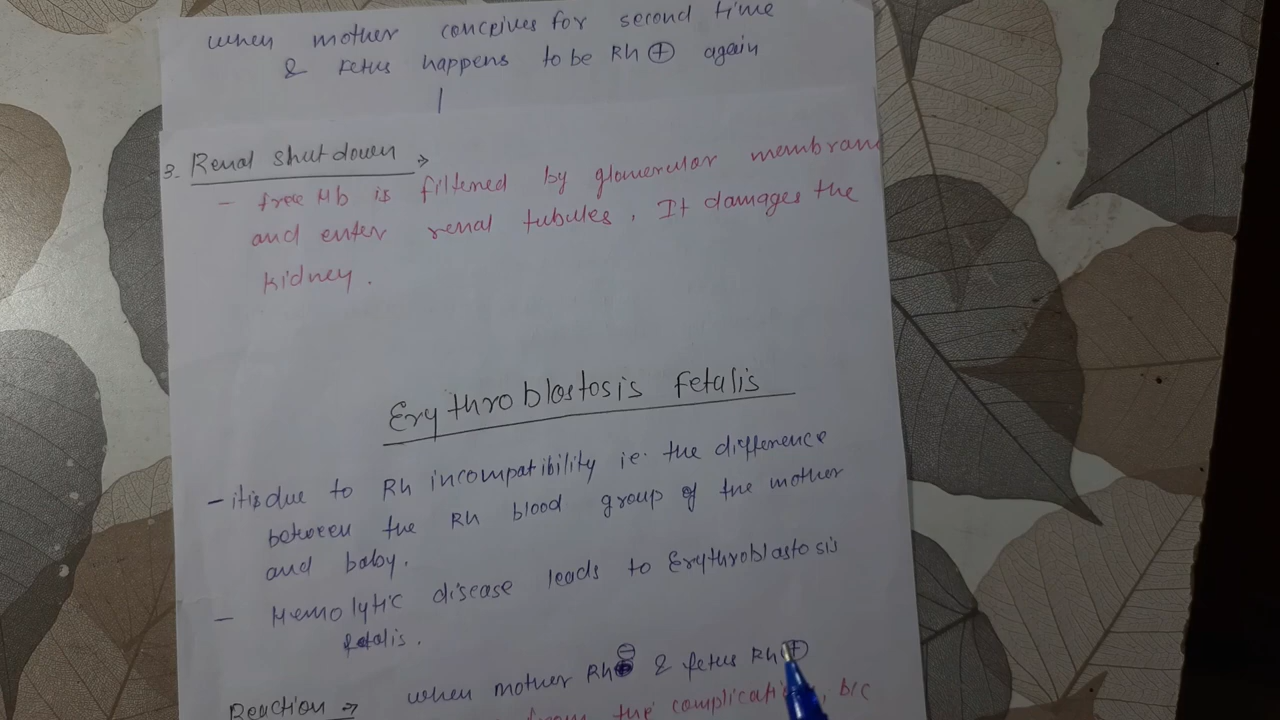 when mother conceives for second time
& fetus happens to be Rh ⊕ again
3. Renal shutdown →
- free Hb is filtered by glomerular membran
and enter renal tubules. It damages the
kidney.
Erythroblastosis Fetalis
- it is due to Rh incompatibility ie. the difference
between the Rh blood group of the mother
and baby.
- Hemolytic disease leads to Erythroblastosis
fetalis.
Reaction → when mother Rh ⊖ & fetus Rh ⊕
from the complication, b/c